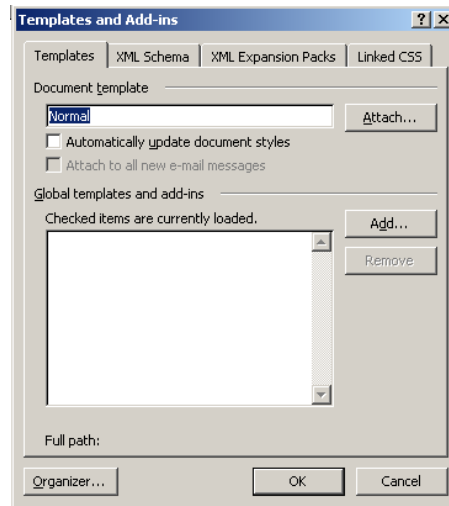 Templates and Add-ins
Templates XML Schema XML Expansion Packs Linked CSS
Document template
Normal Attach...
Automatically update document styles
Attach to all new e-mail messages
Global templates and add-ins
Checked items are currently loaded.
Add...
Remove
Full path:
Organizer... OK Cancel